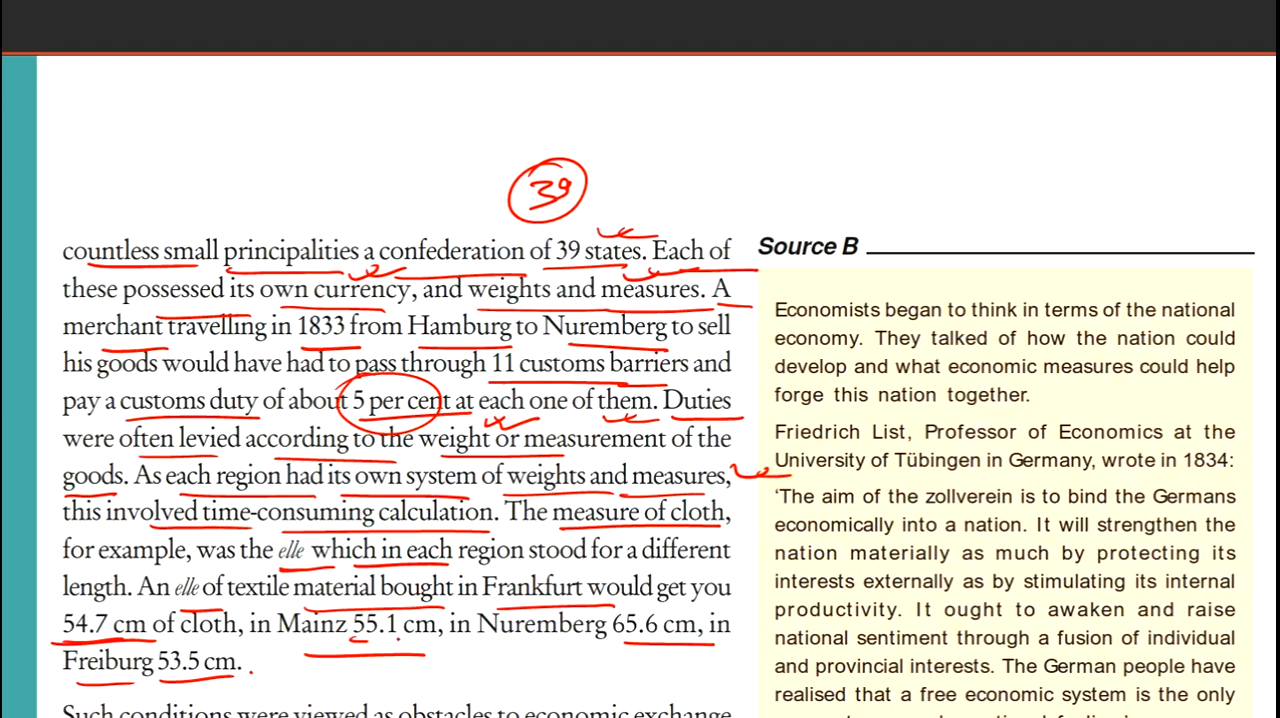 39
countless small principalities a confederation of 39 states. Each of
these possessed its own currency, and weights and measures. A
merchant travelling in 1833 from Hamburg to Nuremberg to sell
his goods would have had to pass through 11 customs barriers and
pay a customs duty of about 5 per cent at each one of them. Duties
were often levied according to the weight or measurement of the
goods. As each region had its own system of weights and measures,
this involved time-consuming calculation. The measure of cloth,
for example, was the elle which in each region stood for a different
length. An elle of textile material bought in Frankfurt would get you
54.7 cm of cloth, in Mainz 55.1 cm, in Nuremberg 65.6 cm, in
Freiburg 53.5 cm.
Such conditions were viewed as obstacles to economic exchange
Source B
Economists began to think in terms of the national
economy. They talked of how the nation could
develop and what economic measures could help
forge this nation together.
Friedrich List, Professor of Economics at the
University of Tübingen in Germany, wrote in 1834:
‘The aim of the zollverein is to bind the Germans
economically into a nation. It will strengthen the
nation materially as much by protecting its
interests externally as by stimulating its internal
productivity. It ought to awaken and raise
national sentiment through a fusion of individual
and provincial interests. The German people have
realised that a free economic system is the only